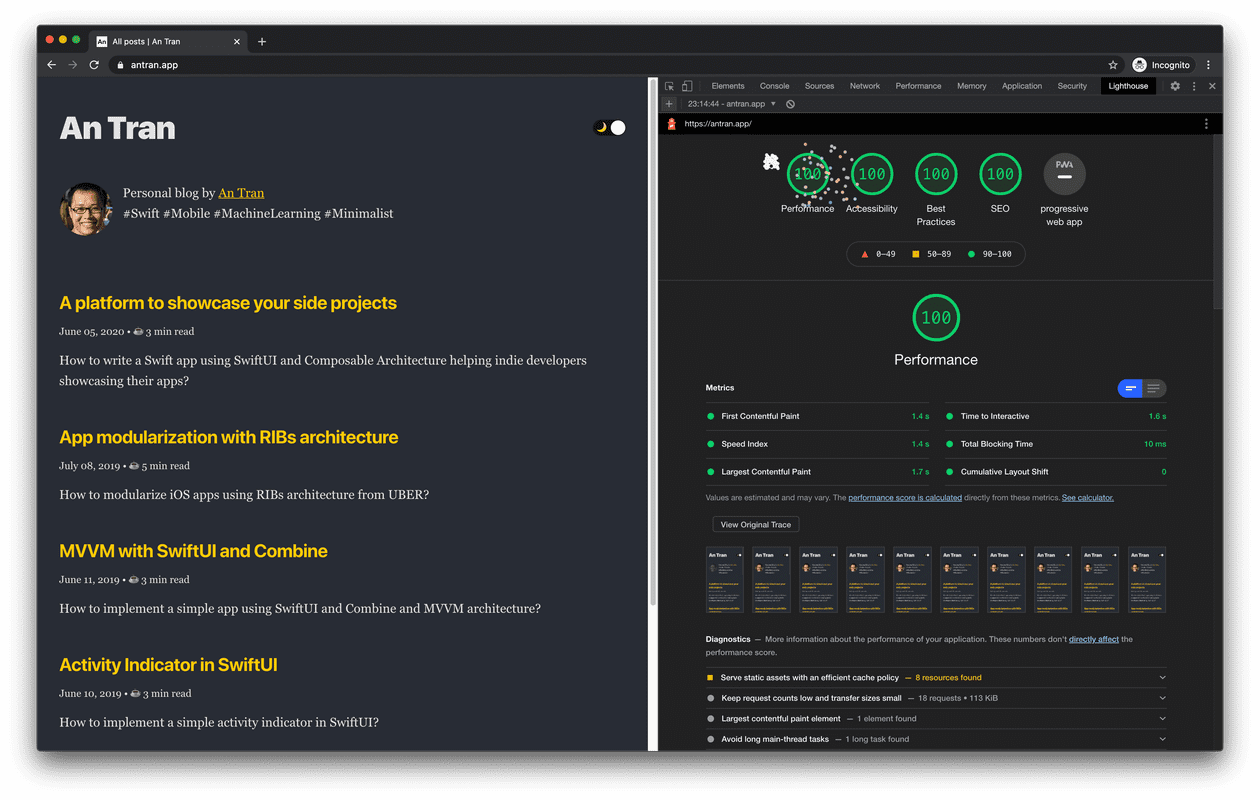 An
All posts | An Tran
antran.app
Incognito
An Tran
Personal blog by An Tran
#Swift #Mobile #MachineLearning #Minimalist
A platform to showcase your side projects
June 05, 2020 • 3 min read
How to write a Swift app using SwiftUI and Composable Architecture helping indie developers
showcasing their apps?
App modularization with RIBs architecture
July 08, 2019 • 5 min read
How to modularize iOS apps using RIBs architecture from UBER?
MVVM with SwiftUI and Combine
June 11, 2019 • 3 min read
How to implement a simple app using SwiftUI and Combine and MVVM architecture?
Activity Indicator in SwiftUI
June 10, 2019 • 3 min read
How to implement a simple activity indicator in SwiftUI?
Elements Console Sources Network Performance Memory Application Security Lighthouse
23:14:44 - antran.app
https://antran.app/
100 100 100 100 PWA
Performance Accessibility Best SEO progressive
Practices web app
0–49 50–89 90–100
100
Performance
Metrics
First Contentful Paint 1.4 s Time to Interactive 1.6 s
Speed Index 1.4 s Total Blocking Time 10 ms
Largest Contentful Paint 1.7 s Cumulative Layout Shift 0
Values are estimated and may vary. The performance score is calculated directly from these metrics. See calculator.
View Original Trace
An Tran An Tran An Tran An Tran An Tran An Tran An Tran An Tran An Tran An Tran
Diagnostics — More information about the performance of your application. These numbers don't directly affect the
performance score.
Serve static assets with an efficient cache policy — 8 resources found
Keep request counts low and transfer sizes small — 18 requests • 113 KiB
Largest contentful paint element — 1 element found
Avoid long main-thread tasks — 1 long task found